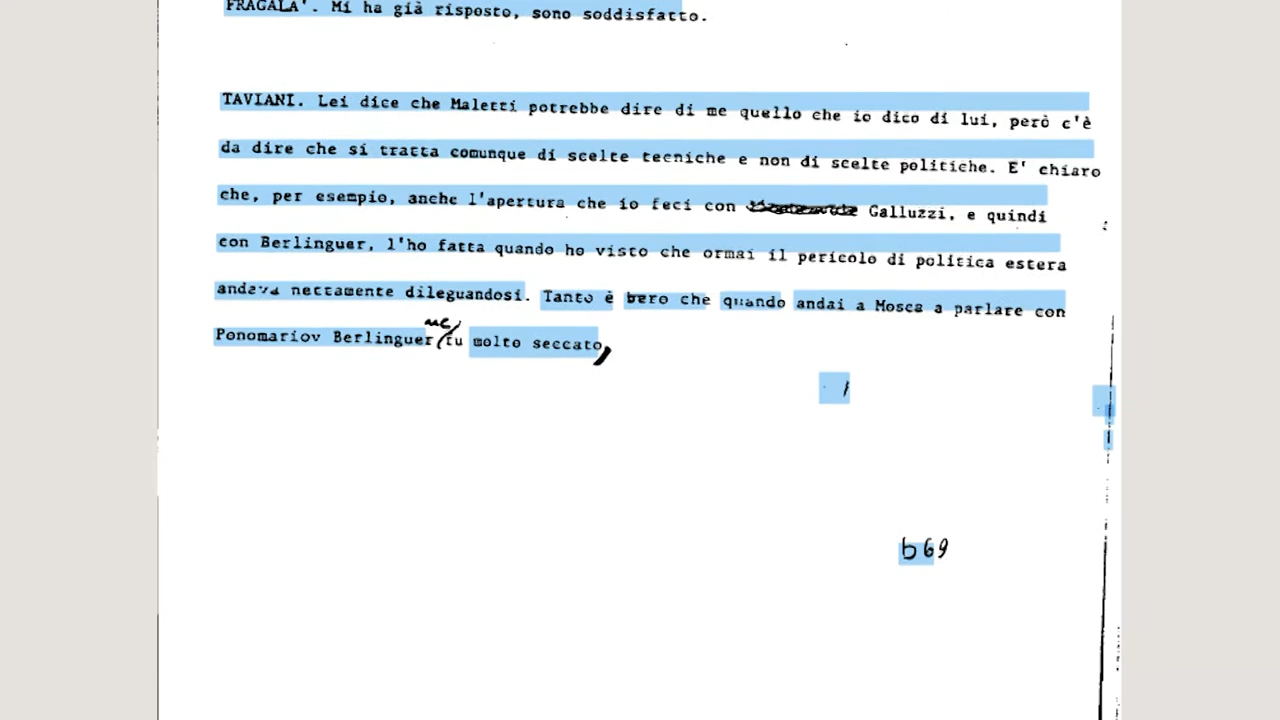 FRAGALA'. Mi ha già risposto, sono soddisfatto.
TAVIANI. Lei dice che Maletti potrebbe dire di me quello che io dico di lui, però c'è
da dire che si tratta comunque di scelte tecniche e non di scelte politiche. E' chiaro
che, per esempio, anche l'apertura che io feci con Galluzzi, e quindi
con Berlinguer, l'ho fatta quando ho visto che ormai il pericolo di politica estera
andava nettamente dileguandosi. Tanto è bero che quando andai a Mosca a parlare con
Ponomariov Berlinguer ne fu molto seccato,
b69